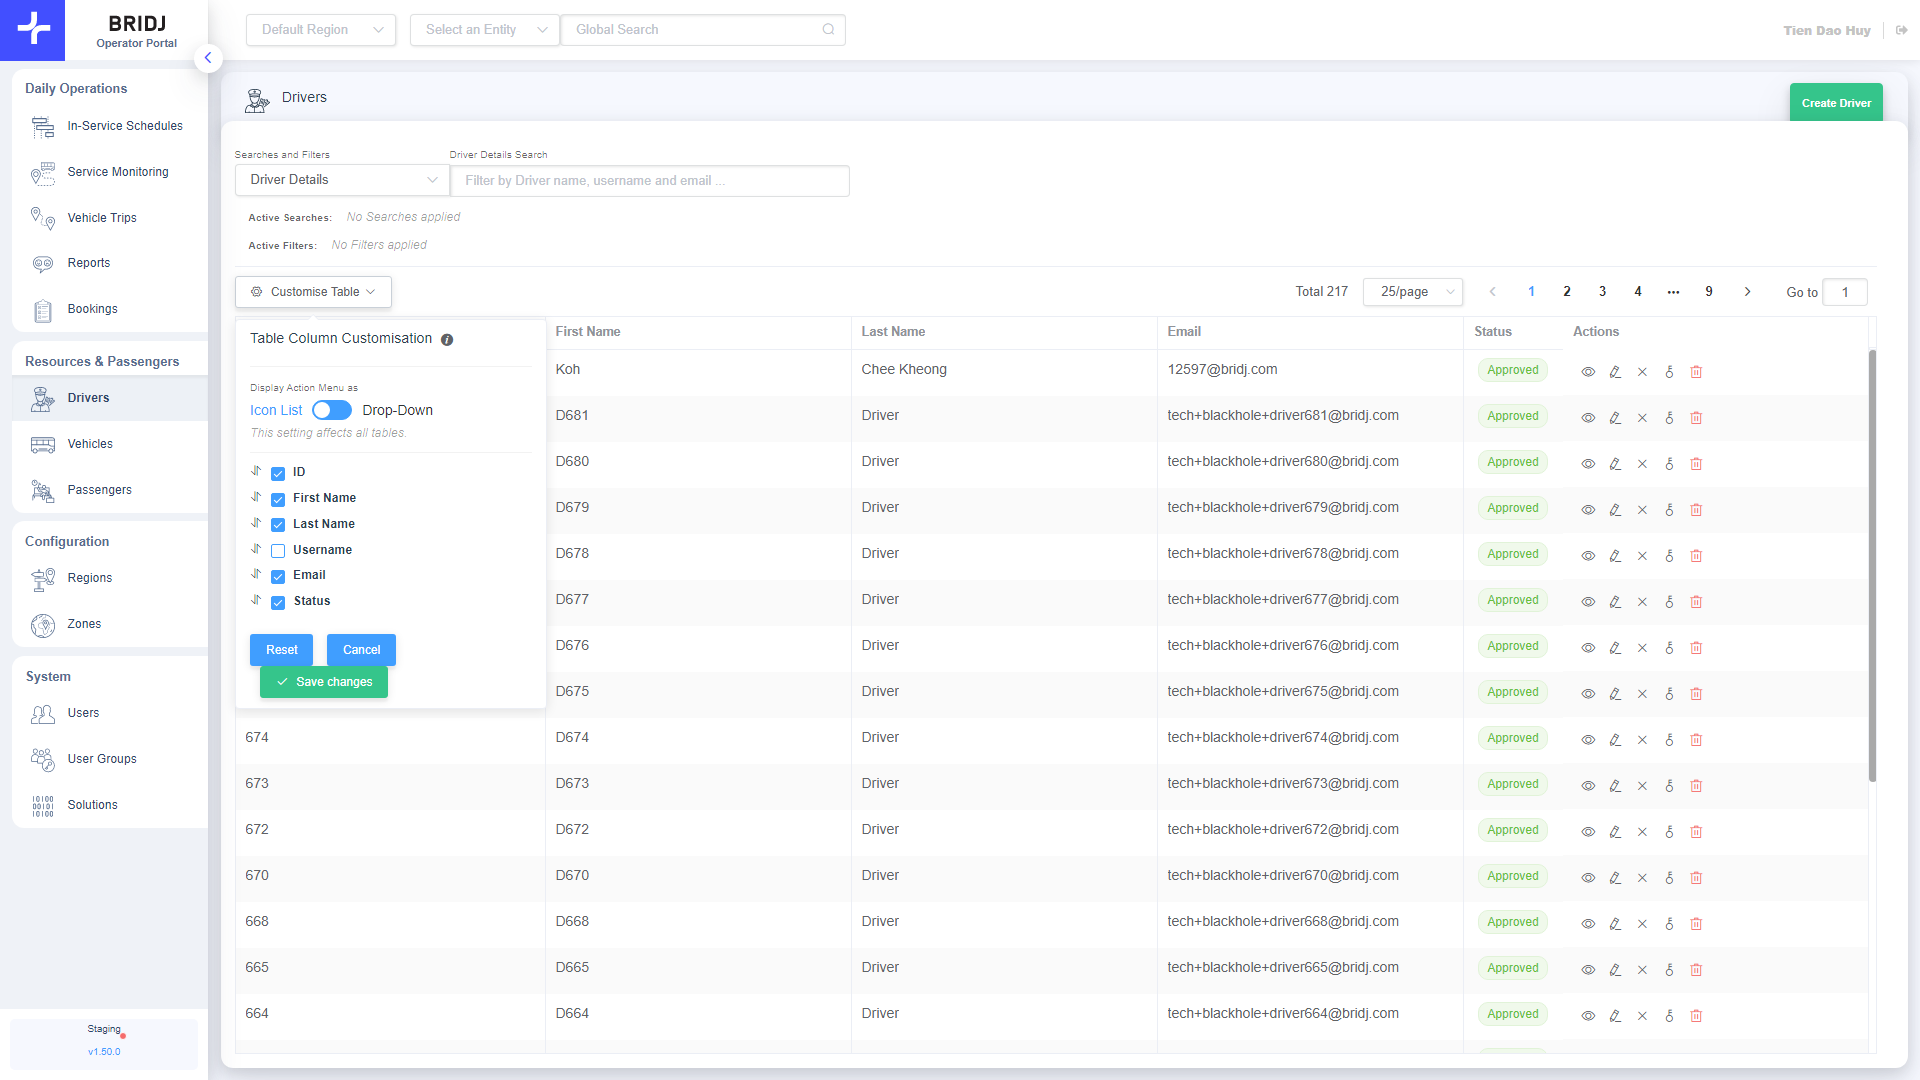 BRIDJ
Operator Portal
Default Region
Select an Entity
Global Search
Tien Dao Huy
Daily Operations
In-Service Schedules
Service Monitoring
Vehicle Trips
Reports
Bookings
Resources & Passengers
Drivers
Vehicles
Passengers
Configuration
Regions
Zones
System
Users
User Groups
Solutions
Staging
v1.50.0
Drivers
Create Driver
Searches and Filters
Driver Details Search
Driver Details
Filter by Driver name, username and email ...
Active Searches: No Searches applied
Active Filters: No Filters applied
Customise Table
Total 217
25/page
1 2 3 4 ••• 9
Go to 1
Table Column Customisation
Display Action Menu as
Icon List Drop-Down
This setting affects all tables.
ID
First Name
Last Name
Username
Email
Status
Reset
Cancel
Save changes
First Name Last Name Email Status Actions
Koh Chee Kheong 12597@bridj.com Approved
D681 Driver tech+blackhole+driver681@bridj.com Approved
D680 Driver tech+blackhole+driver680@bridj.com Approved
D679 Driver tech+blackhole+driver679@bridj.com Approved
D678 Driver tech+blackhole+driver678@bridj.com Approved
D677 Driver tech+blackhole+driver677@bridj.com Approved
D676 Driver tech+blackhole+driver676@bridj.com Approved
D675 Driver tech+blackhole+driver675@bridj.com Approved
674 D674 Driver tech+blackhole+driver674@bridj.com Approved
673 D673 Driver tech+blackhole+driver673@bridj.com Approved
672 D672 Driver tech+blackhole+driver672@bridj.com Approved
670 D670 Driver tech+blackhole+driver670@bridj.com Approved
668 D668 Driver tech+blackhole+driver668@bridj.com Approved
665 D665 Driver tech+blackhole+driver665@bridj.com Approved
664 D664 Driver tech+blackhole+driver664@bridj.com Approved